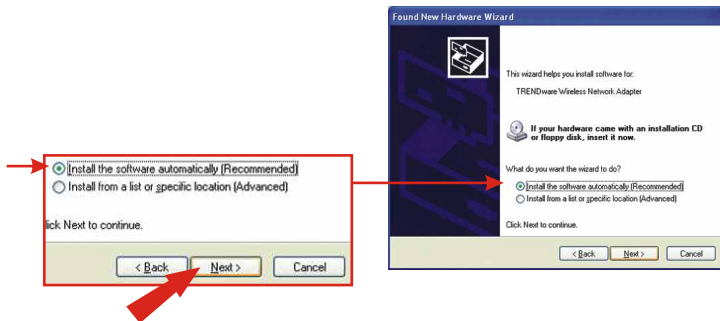 Found New Hardware Wizard
This wizard helps you install software for:
TRENDware Wireless Network Adapter
If your hardware came with an installation CD
or floppy disk, insert it now.
What do you want the wizard to do?
Install the software automatically (Recommended)
Install from a list or specific location (Advanced)
Click Next to continue.
< Back
Next >
Cancel
Install the software automatically (Recommended)
Install from a list or specific location (Advanced)
lick Next to continue.
< Back
Next >
Cancel